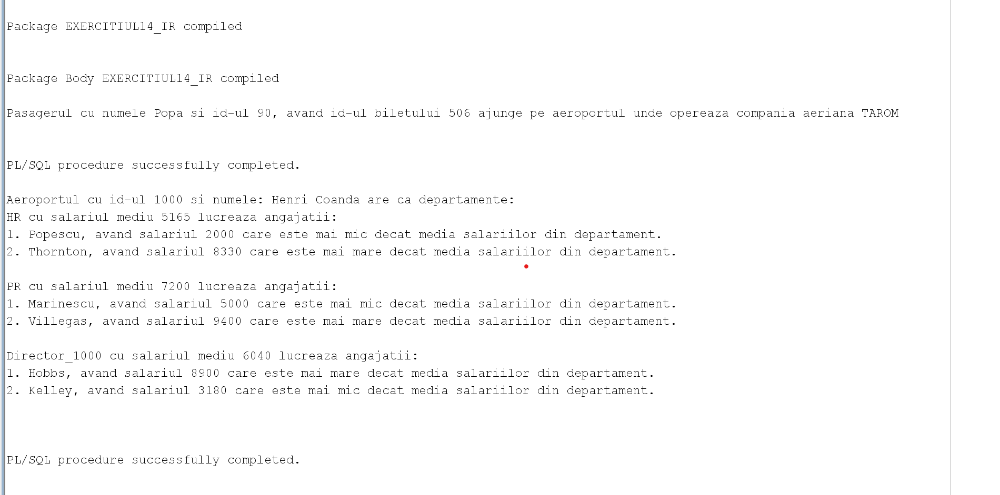 Package EXERCITIUL14_IR compiled
Package Body EXERCITIUL14_IR compiled
Pasagerul cu numele Popa si id-ul 90, avand id-ul biletului 506 ajunge pe aeroportul unde opereaza compania aeriana TAROM
PL/SQL procedure successfully completed.
Aeroportul cu id-ul 1000 si numele: Henri Coanda are ca departamente:
HR cu salariul mediu 5165 lucreaza angajatii:
1. Popescu, avand salariul 2000 care este mai mic decat media salariilor din departament.
2. Thornton, avand salariul 8330 care este mai mare decat media salariilor din departament.
PR cu salariul mediu 7200 lucreaza angajatii:
1. Marinescu, avand salariul 5000 care este mai mic decat media salariilor din departament.
2. Villegas, avand salariul 9400 care este mai mare decat media salariilor din departament.
Director_1000 cu salariul mediu 6040 lucreaza angajatii:
1. Hobbs, avand salariul 8900 care este mai mare decat media salariilor din departament.
2. Kelley, avand salariul 3180 care este mai mic decat media salariilor din departament.
PL/SQL procedure successfully completed.